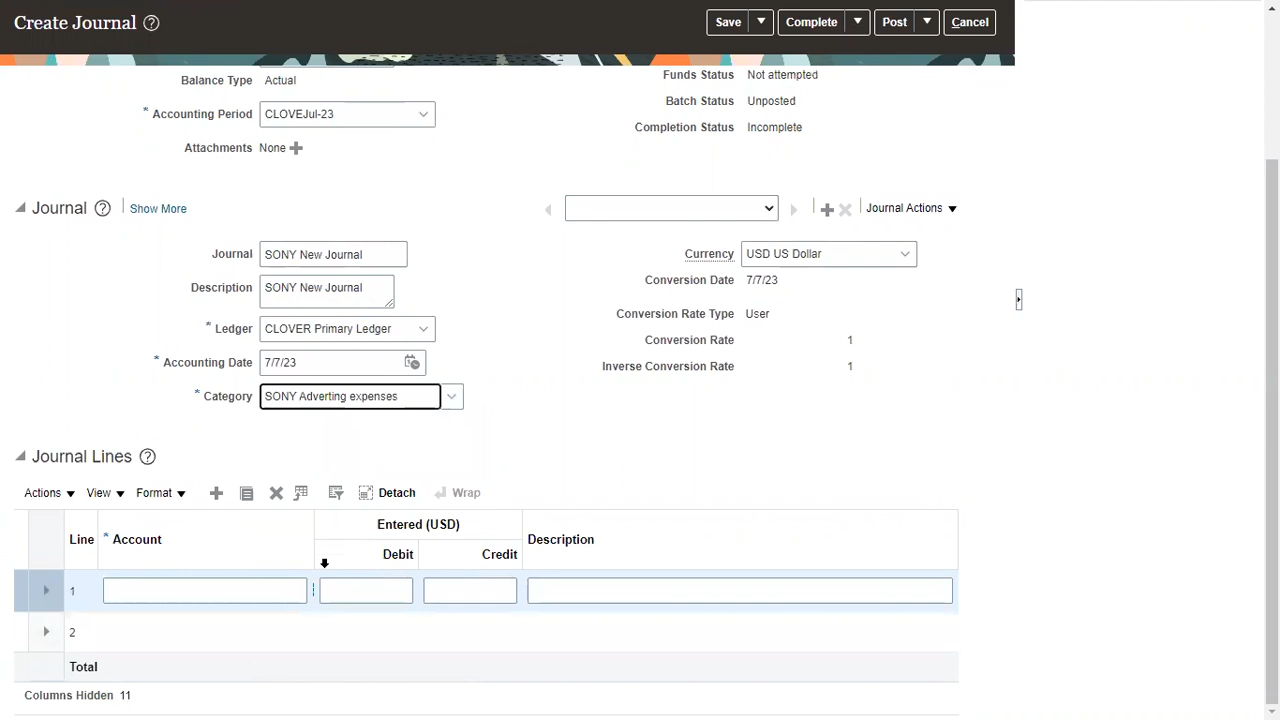 Create Journal
Save Complete Post Cancel
Balance Type Actual
Funds Status Not attempted
Batch Status Unposted
* Accounting Period CLOVEJul-23
Completion Status Incomplete
Attachments None
Journal Show More
Journal Actions
Journal SONY New Journal
Currency USD US Dollar
Conversion Date 7/7/23
Description SONY New Journal
Conversion Rate Type User
* Ledger CLOVER Primary Ledger
Conversion Rate 1
* Accounting Date 7/7/23
Inverse Conversion Rate 1
* Category SONY Adverting expenses
Journal Lines
Actions View Format Detach Wrap
Entered (USD)
Line * Account Debit Credit Description
1
2
Total
Columns Hidden 11